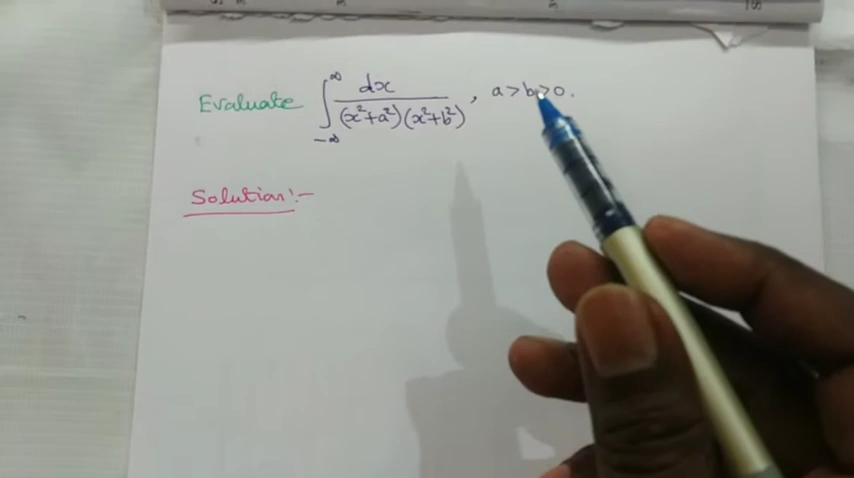 Evaluate ∫_{-∞}^{∞} dx/((x²+a²)(x²+b²)), a>b>0.
Solution:-